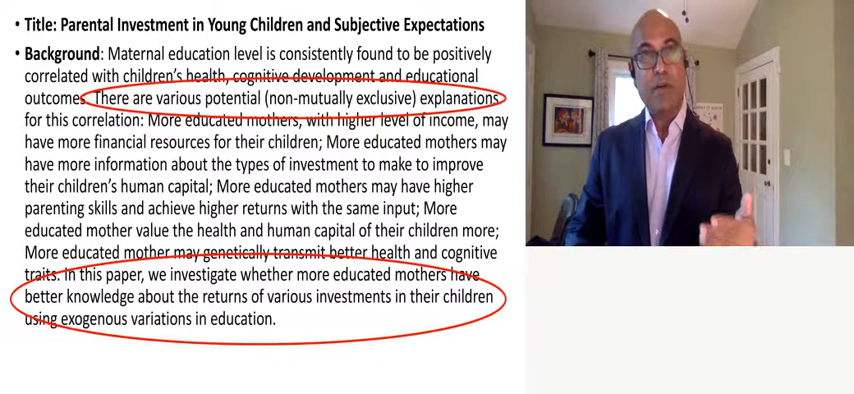 • Title: Parental Investment in Young Children and Subjective Expectations
• Background: Maternal education level is consistently found to be positively
correlated with children's health, cognitive development and educational
outcomes. There are various potential (non-mutually exclusive) explanations
for this correlation: More educated mothers, with higher level of income, may
have more financial resources for their children; More educated mothers may
have more information about the types of investment to make to improve
their children's human capital; More educated mothers may have higher
parenting skills and achieve higher returns with the same input; More
educated mother value the health and human capital of their children more;
More educated mother may genetically transmit better health and cognitive
traits. In this paper, we investigate whether more educated mothers have
better knowledge about the returns of various investments in their children
using exogenous variations in education.